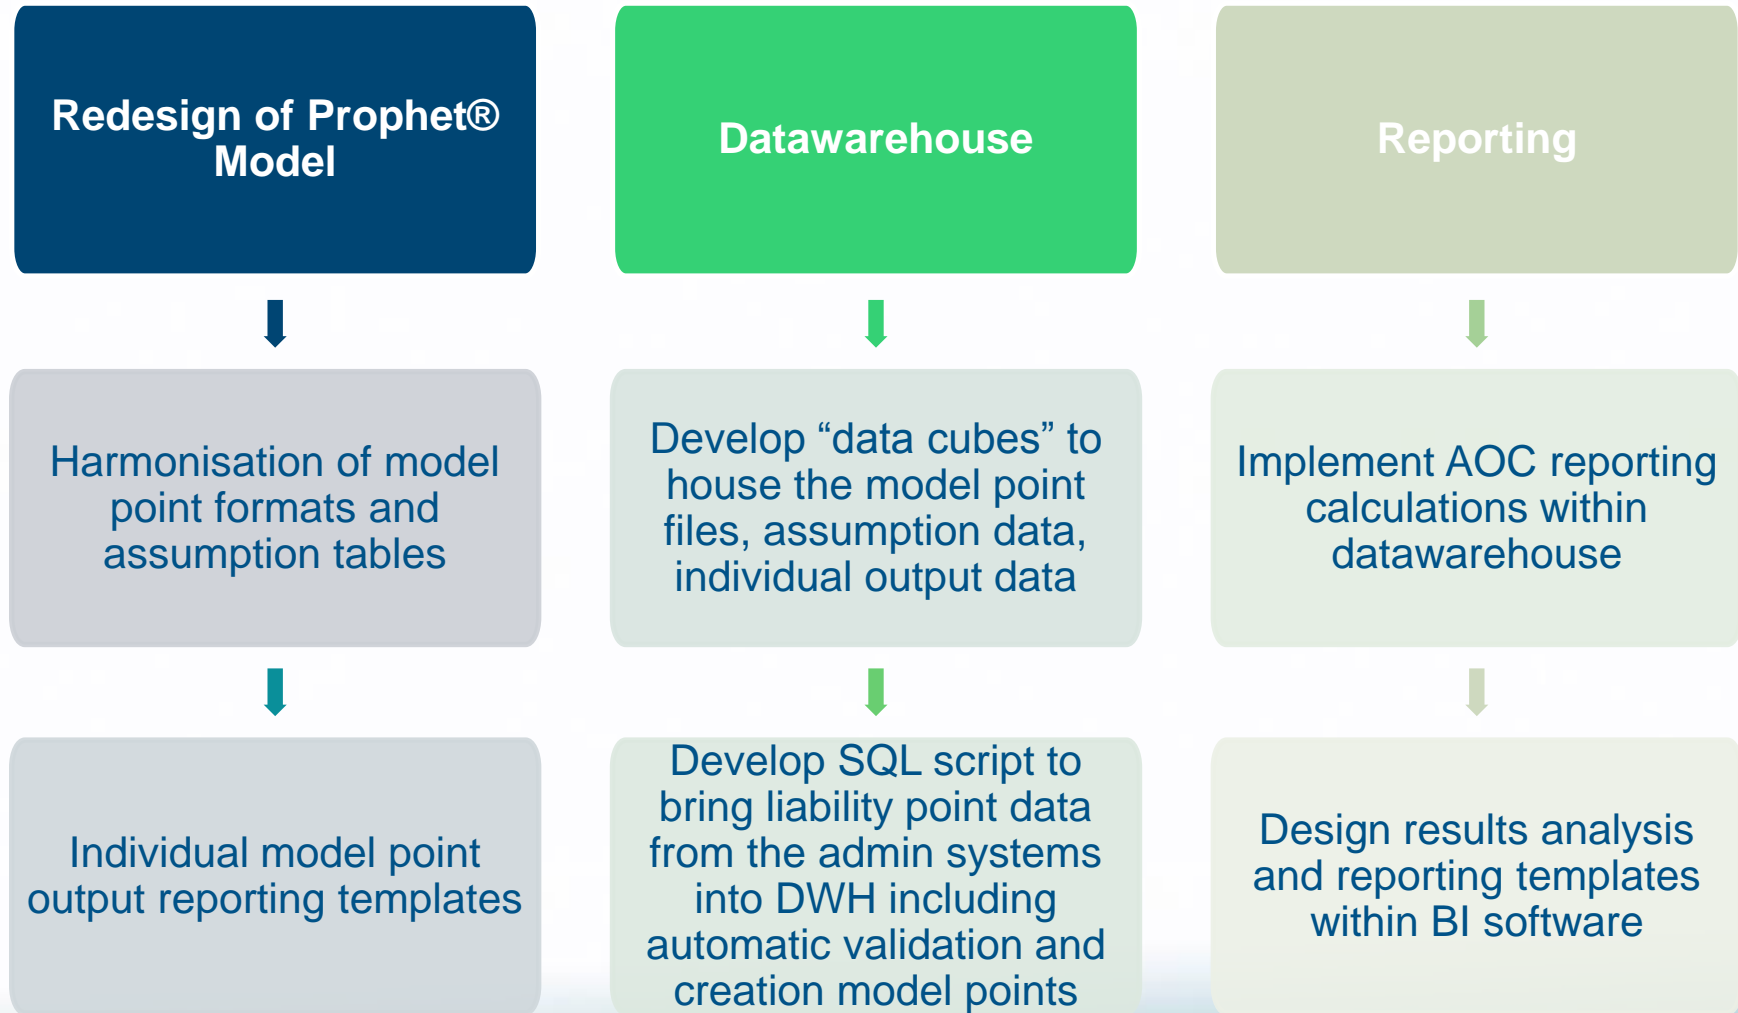 Redesign of Prophet®
Model
Datawarehouse
Reporting
Harmonisation of model
point formats and
assumption tables
Develop “data cubes” to
house the model point
files, assumption data,
individual output data
Implement AOC reporting
calculations within
datawarehouse
Individual model point
output reporting templates
Develop SQL script to
bring liability point data
from the admin systems
into DWH including
automatic validation and
creation model points
Design results analysis
and reporting templates
within BI software